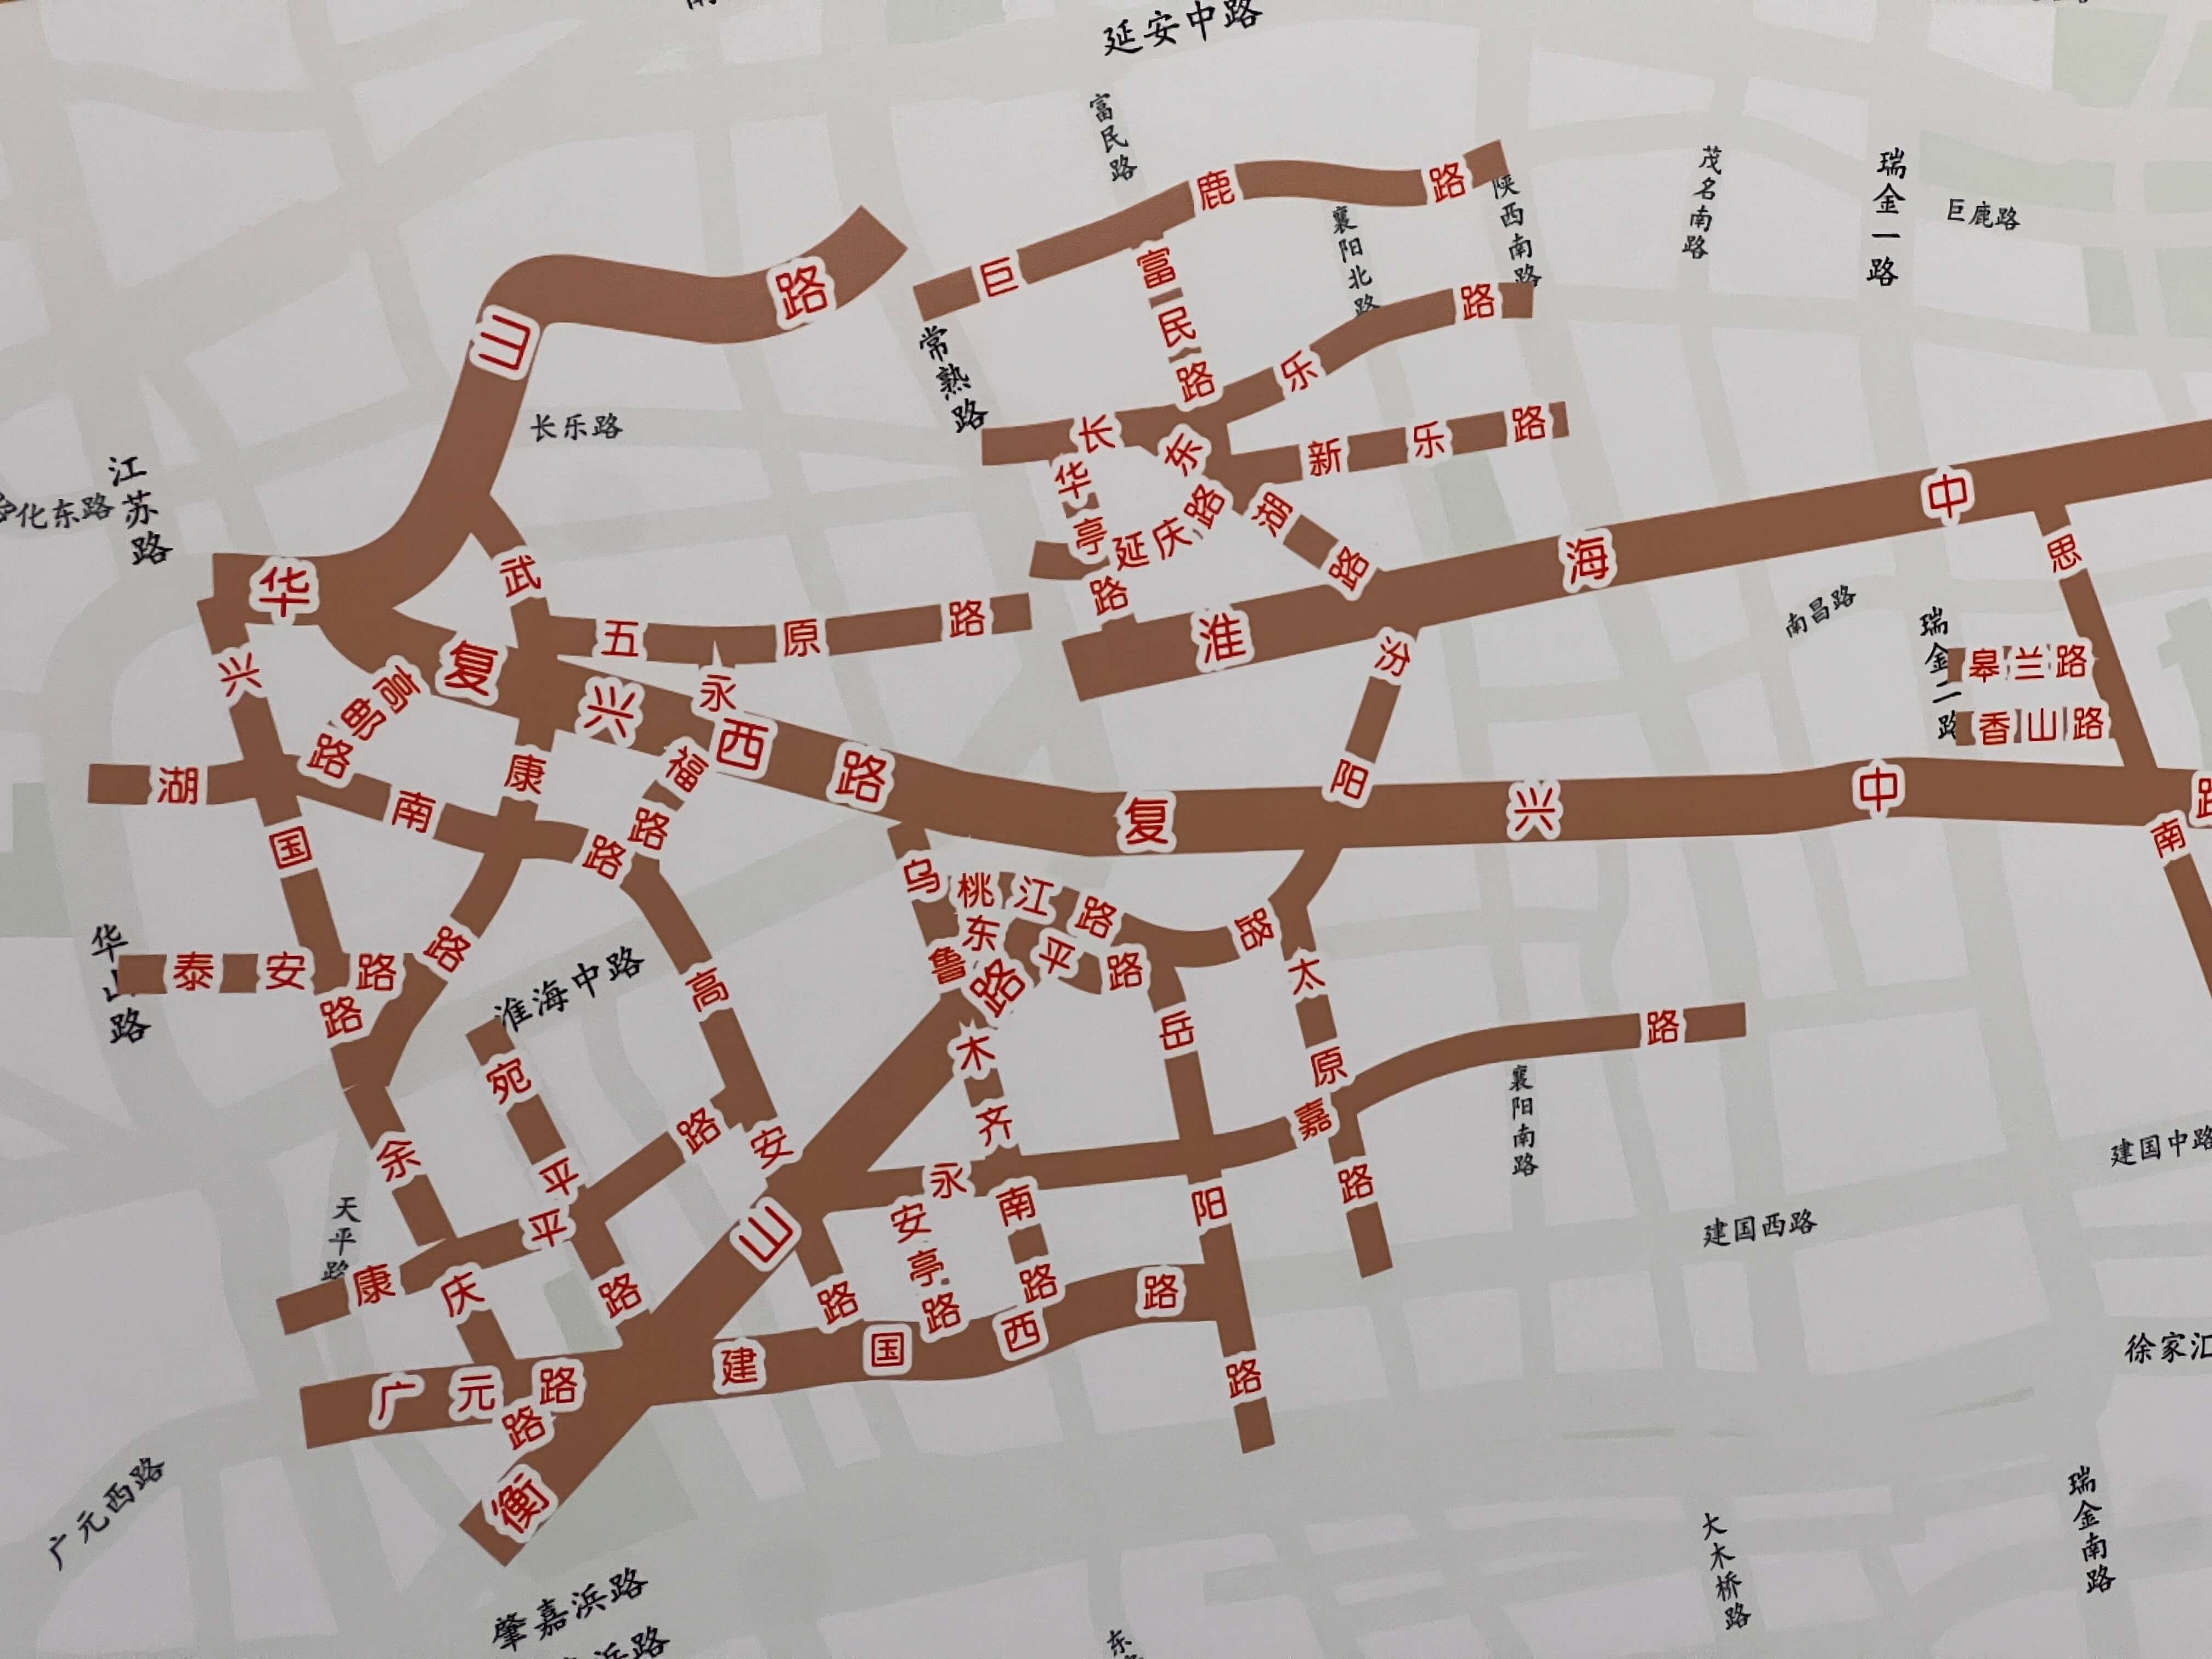 延安中路
富民路
巨鹿路
襄阳北路
陕西南路
茂名南路
瑞金一路
巨鹿路
华山路
常熟路
富民路
长乐路
长乐路
江苏路
化东路
华亭路
延庆路
东湖路
新乐路
淮海中
思南
南昌路
瑞金二路
皋兰路
香山路
武康路
五原路
兴国路
高邮路
复兴西路
永福路
湖南路
汾阳路
复兴中路
乌鲁木齐南路
桃江路
东平路
岳阳路
太原路
华山路
泰安路
淮海中路
宛平路
高安路
余庆路
天平路
康平路
衡山路
永嘉路
安亭路
建国西路
广元路
襄阳南路
建国中路
建国西路
徐家汇
广元西路
肇嘉浜路
浜路
东
大木桥路
瑞金南路